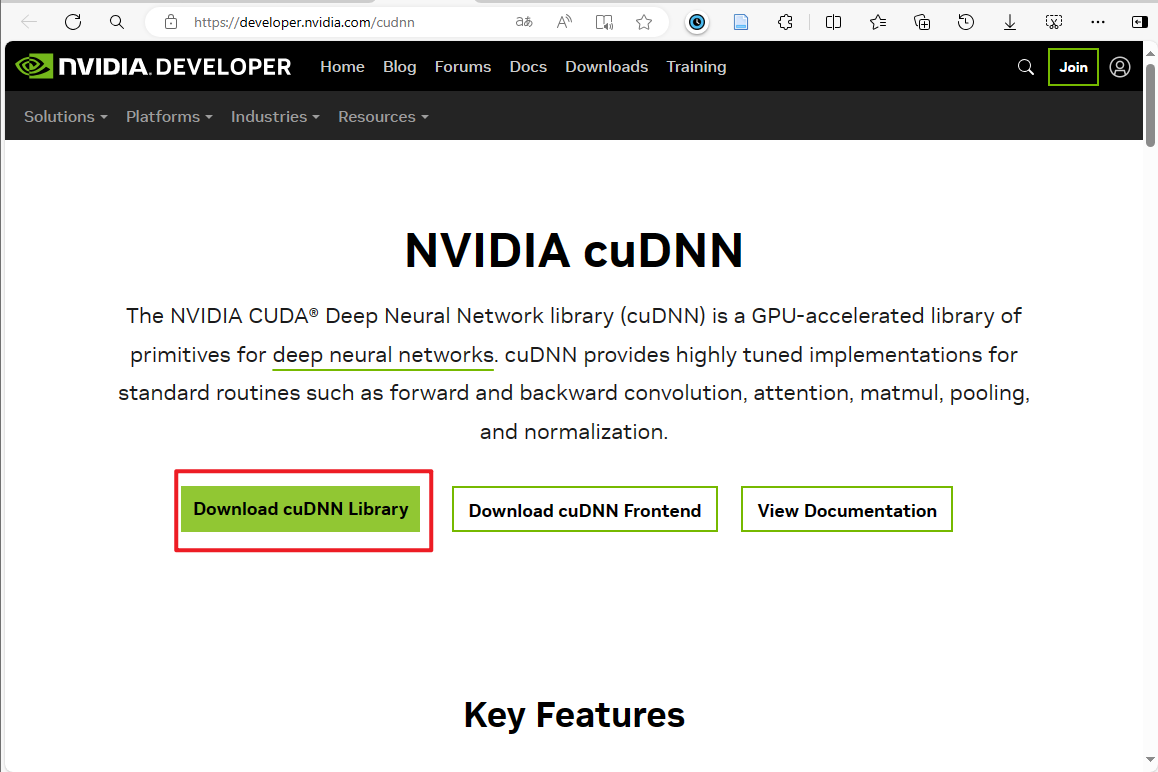 https://developer.nvidia.com/cudnn
NVIDIA. DEVELOPER Home Blog Forums Docs Downloads Training Join
Solutions Platforms Industries Resources
NVIDIA cuDNN
The NVIDIA CUDA® Deep Neural Network library (cuDNN) is a GPU-accelerated library of
primitives for deep neural networks. cuDNN provides highly tuned implementations for
standard routines such as forward and backward convolution, attention, matmul, pooling,
and normalization.
Download cuDNN Library Download cuDNN Frontend View Documentation
Key Features